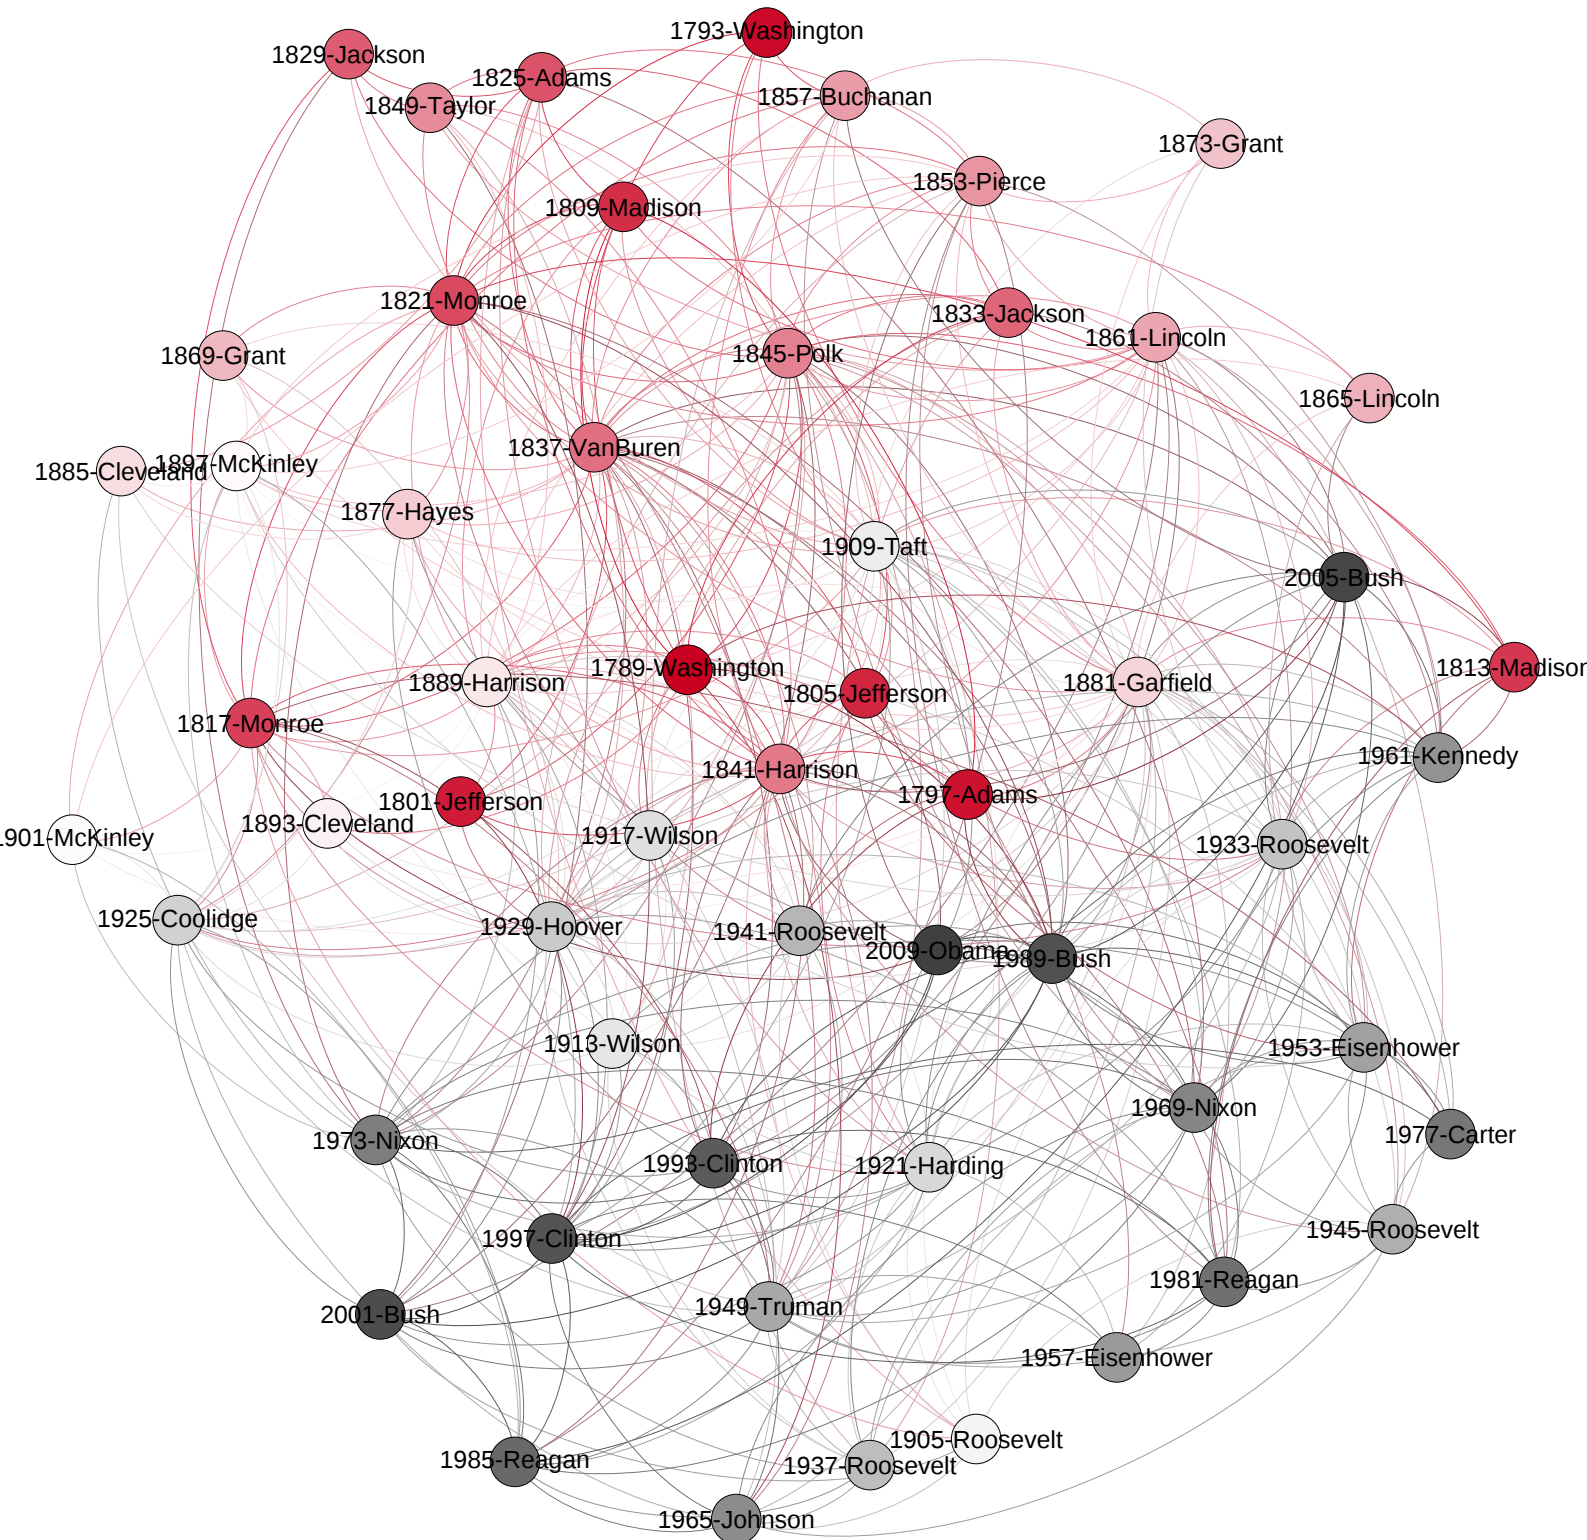 1793-Washington
1829-Jackson
1825-Adams
1849-Taylor
1857-Buchanan
1873-Grant
1853-Pierce
1809-Madison
1821-Monroe
1833-Jackson
1861-Lincoln
1845-Polk
1869-Grant
1865-Lincoln
1837-VanBuren
1885-Cleveland
1897-McKinley
1877-Hayes
1909-Taft
2005-Bush
1789-Washington
1813-Madison
1889-Harrison
1805-Jefferson
1881-Garfield
1817-Monroe
1961-Kennedy
1841-Harrison
1797-Adams
1801-Jefferson
1893-Cleveland
1917-Wilson
1901-McKinley
1933-Roosevelt
1925-Coolidge
1929-Hoover
1941-Roosevelt
2009-Obama
1989-Bush
1913-Wilson
1953-Eisenhower
1969-Nixon
1977-Carter
1973-Nixon
1993-Clinton
1921-Harding
1945-Roosevelt
1997-Clinton
1981-Reagan
1949-Truman
2001-Bush
1957-Eisenhower
1905-Roosevelt
1985-Reagan
1937-Roosevelt
1965-Johnson